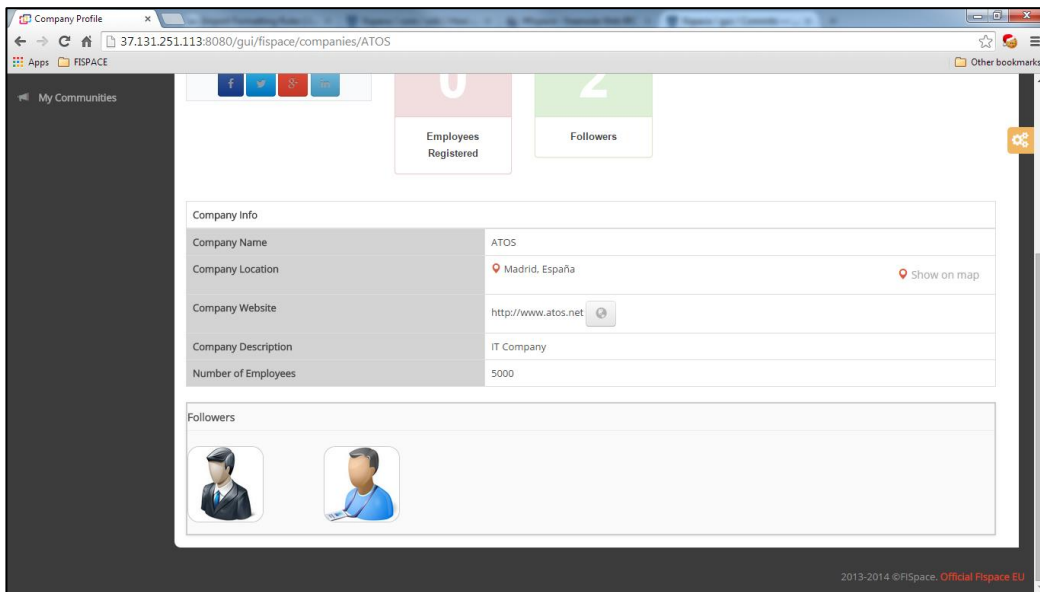 Company Profile
37.131.251.113:8080/gui/fispace/companies/ATOS
Apps FISPACE Other bookmarks
My Communities
0 2
Employees Registered
Followers
Company Info
Company Name ATOS
Company Location Madrid, España Show on map
Company Website http://www.atos.net
Company Description IT Company
Number of Employees 5000
Followers
2013-2014 ©FISpace. Official FIspace EU